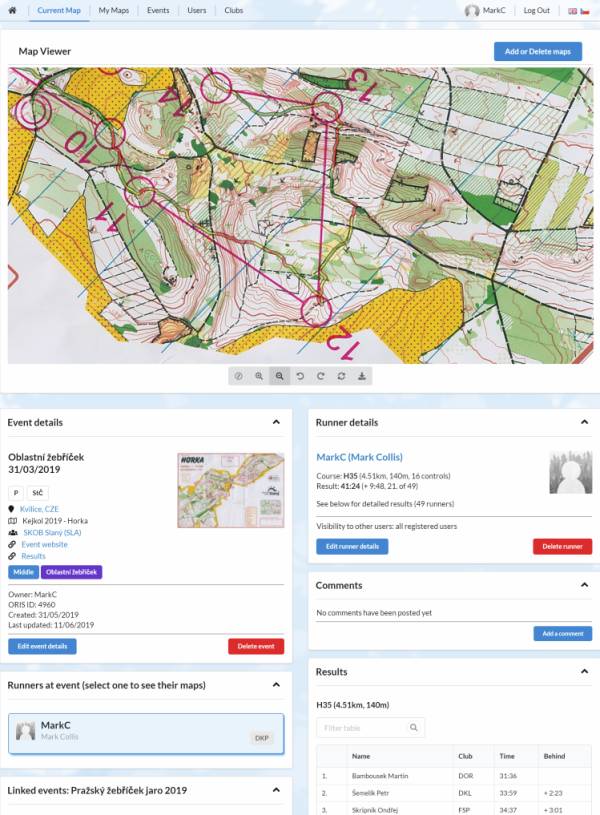 Current Map
My Maps
Events
Users
Clubs
MarkC
Log Out
Map Viewer
Add or Delete maps
13
14
10
11
12
Event details
Oblastní žebříček
31/03/2019
P
StČ
Kvílice, CZE
Kejkol 2019 - Horka
SKOB Slaný (SLA)
Event website
Results
Middle
Oblastní žebříček
HORKA
Owner: MarkC
ORIS ID: 4960
Created: 31/05/2019
Last updated: 11/06/2019
Edit event details
Delete event
Runners at event (select one to see their maps)
MarkC
Mark Collis
DKP
Linked events: Pražský žebříček jaro 2019
Runner details
MarkC (Mark Collis)
Course: H35 (4.51km, 140m, 16 controls)
Result: 41:24 (+ 9:48, 21. of 49)
See below for detailed results (49 runners)
Visibility to other users: all registered users
Edit runner details
Delete runner
Comments
No comments have been posted yet
Add a comment
Results
H35 (4.51km, 140m)
Filter table
Name Club Time Behind
1. Bambousek Martin DOR 31:36
2. Šemelík Petr DKL 33:59 + 2:23
3. Skripnik Ondřej FSP 34:37 + 3:01